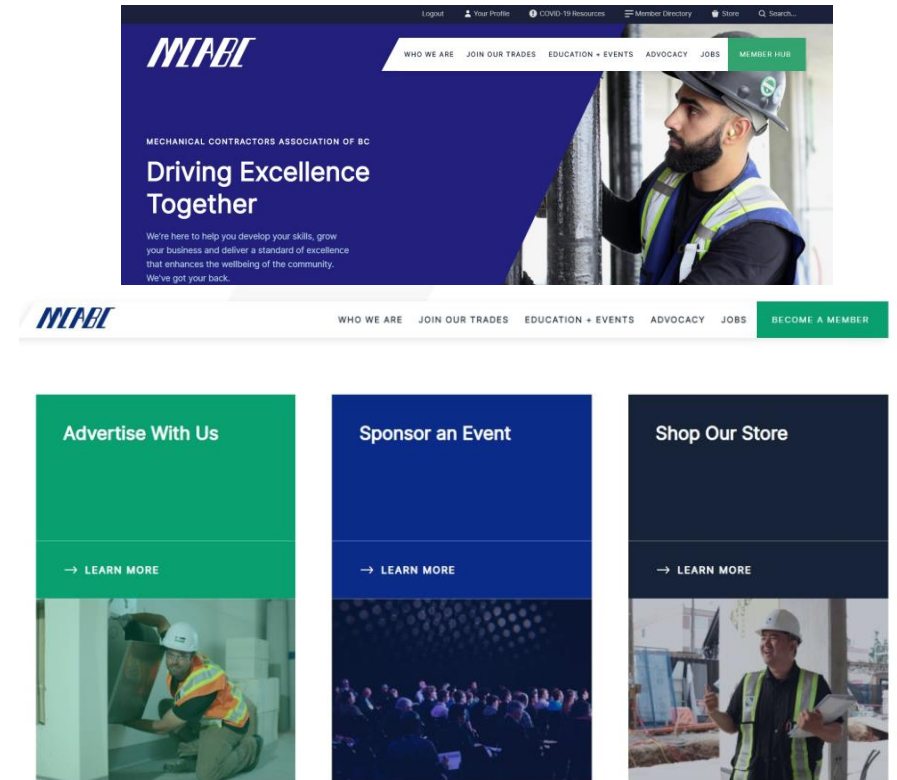 Logout Your Profile COVID-19 Resources Member Directory Store Search...
MCABC
WHO WE ARE JOIN OUR TRADES EDUCATION + EVENTS ADVOCACY JOBS MEMBER HUB
MECHANICAL CONTRACTORS ASSOCIATION OF BC
Driving Excellence
Together
We're here to help you develop your skills, grow
your business and deliver a standard of excellence
that enhances the wellbeing of the community.
We've got your back.
MCABC
WHO WE ARE JOIN OUR TRADES EDUCATION + EVENTS ADVOCACY JOBS BECOME A MEMBER
Advertise With Us Sponsor an Event Shop Our Store
→ LEARN MORE → LEARN MORE → LEARN MORE